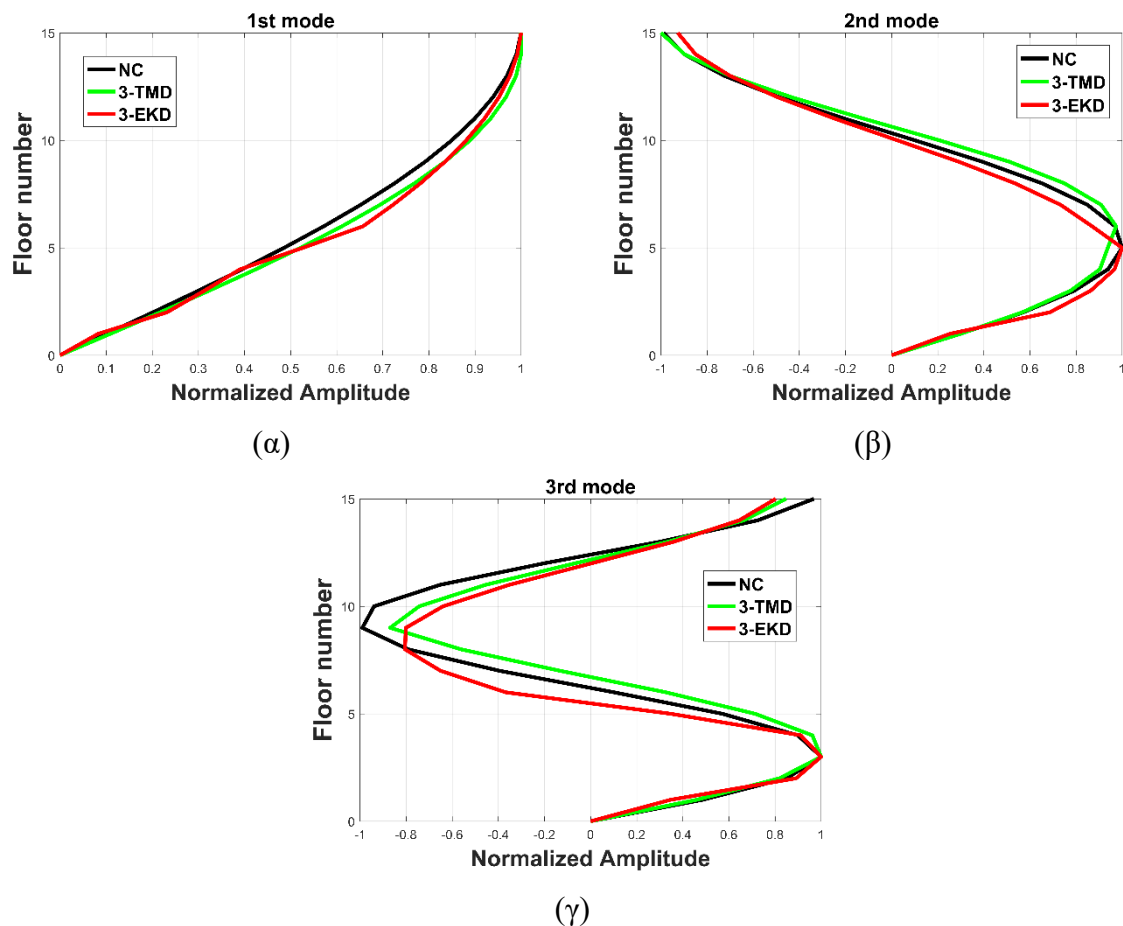 1st mode
15
10
5
0
Floor number
NC
3-TMD
3-EKD
0 0.1 0.2 0.3 0.4 0.5 0.6 0.7 0.8 0.9 1
Normalized Amplitude
(α)
2nd mode
15
10
5
0
Floor number
NC
3-TMD
3-EKD
-1 -0.8 -0.6 -0.4 -0.2 0 0.2 0.4 0.6 0.8 1
Normalized Amplitude
(β)
3rd mode
15
10
5
0
Floor number
NC
3-TMD
3-EKD
-1 -0.8 -0.6 -0.4 -0.2 0 0.2 0.4 0.6 0.8 1
Normalized Amplitude
(γ)